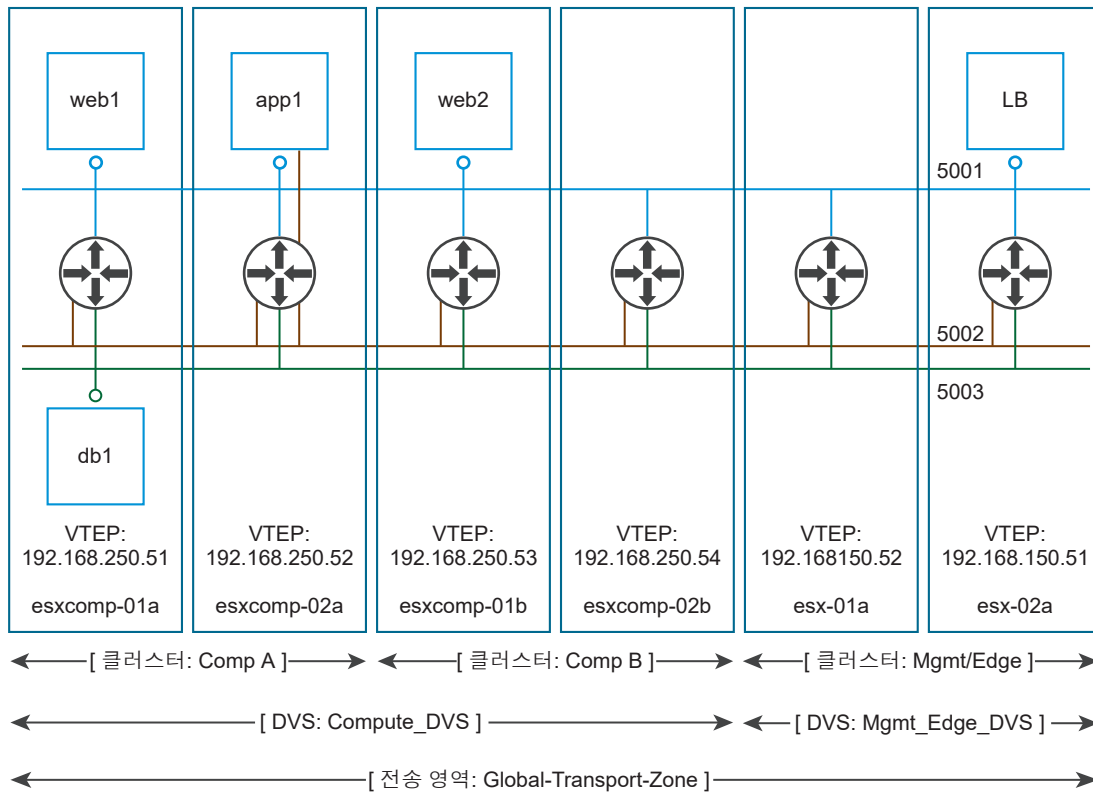 web1
app1
web2
LB
5001
5002
5003
db1
VTEP:
192.168.250.51
esxcomp-01a
VTEP:
192.168.250.52
esxcomp-02a
VTEP:
192.168.250.53
esxcomp-01b
VTEP:
192.168.250.54
esxcomp-02b
VTEP:
192.168150.52
esx-01a
VTEP:
192.168.150.51
esx-02a
[ 클러스터: Comp A ]
[ 클러스터: Comp B ]
[ 클러스터: Mgmt/Edge ]
[ DVS: Compute_DVS ]
[ DVS: Mgmt_Edge_DVS ]
[ 전송 영역: Global-Transport-Zone ]